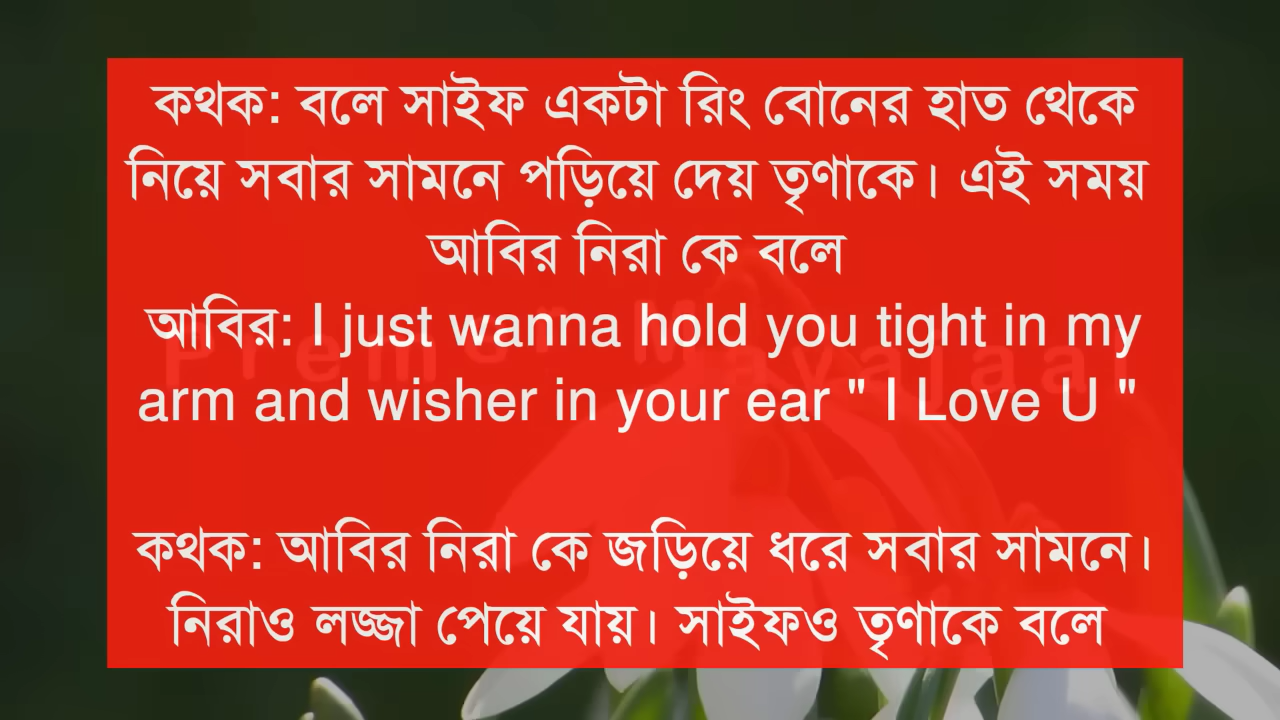 কথক: বলে সাইফ একটা রিং বোনের হাত থেকে
নিয়ে সবার সামনে পড়িয়ে দেয় তৃণাকে। এই সময়
আবির নিরা কে বলে
আবির: I just wanna hold you tight in my
arm and wisher in your ear " I Love U "
কথক: আবির নিরা কে জড়িয়ে ধরে সবার সামনে।
নিরাও লজ্জা পেয়ে যায়। সাইফও তৃণাকে বলে